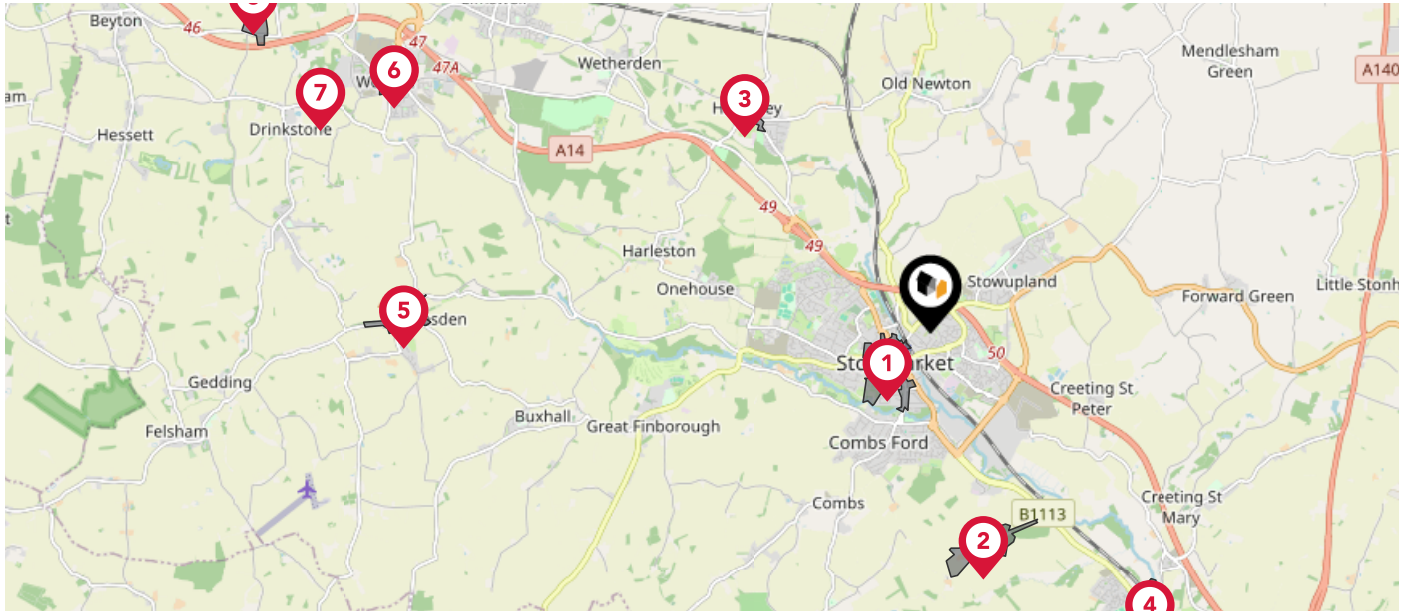 Beyton
46
47
47A
Wetherden
Mendlesham
Green
Old Newton
A140
6
7
3
Hessett
Drinkstone
A14
49
49
Harleston
Onehouse
Stowupland
Forward Green
5
sden
50
1
Gedding
Creeting St
Peter
Buxhall
Great Finborough
Felsham
Combs Ford
Combs
Creeting St
Mary
B1113
2
4